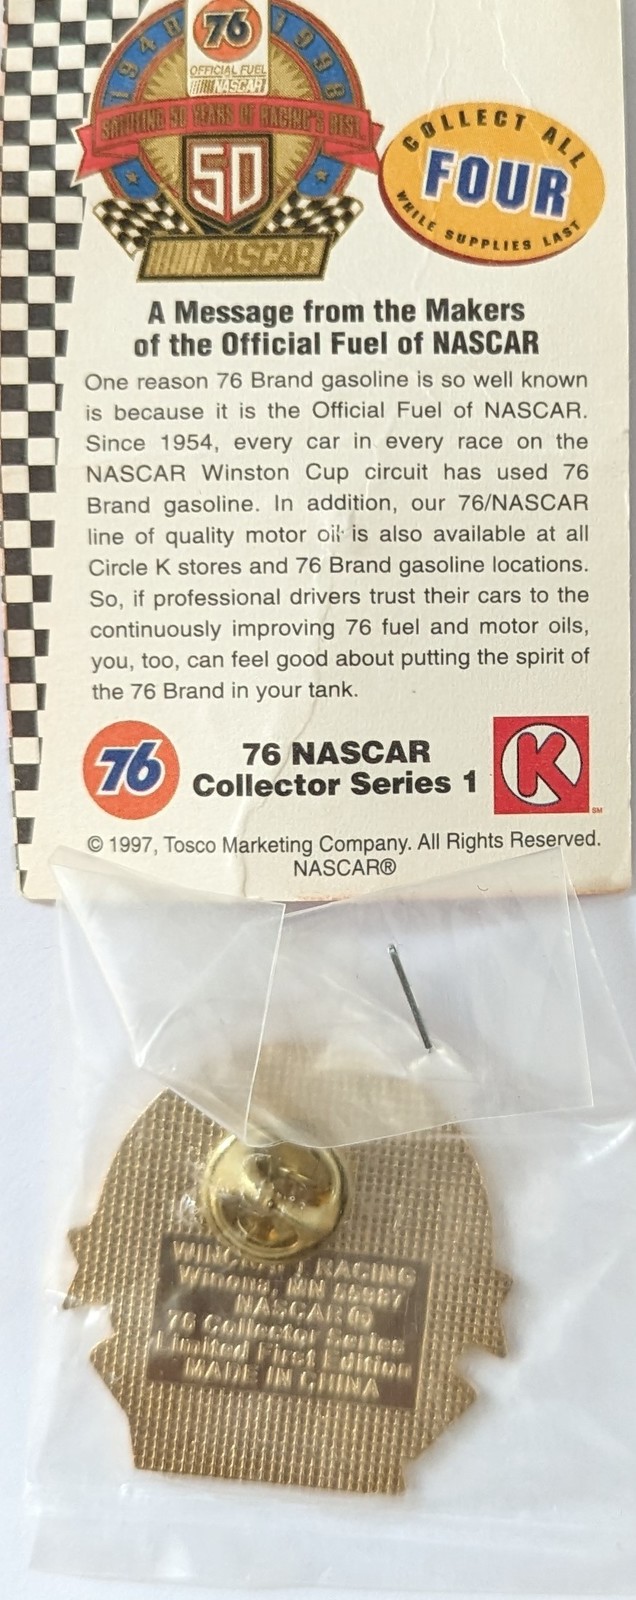 1948 76 1998
OFFICIAL FUEL
NASCAR
SALUTING 50 YEARS OF RACING'S BEST
50
NASCAR
COLLECT ALL
FOUR
WHILE SUPPLIES LAST
A Message from the Makers
of the Official Fuel of NASCAR
One reason 76 Brand gasoline is so well known
is because it is the Official Fuel of NASCAR.
Since 1954, every car in every race on the
NASCAR Winston Cup circuit has used 76
Brand gasoline. In addition, our 76/NASCAR
line of quality motor oil is also available at all
Circle K stores and 76 Brand gasoline locations.
So, if professional drivers trust their cars to the
continuously improving 76 fuel and motor oils,
you, too, can feel good about putting the spirit of
the 76 Brand in your tank.
76
76 NASCAR
Collector Series 1
K
SM
© 1997, Tosco Marketing Company. All Rights Reserved.
NASCAR®
RACING
Winona, MN 55987
NASCAR®
76 Collector Series
Limited First Edition
MADE IN CHINA